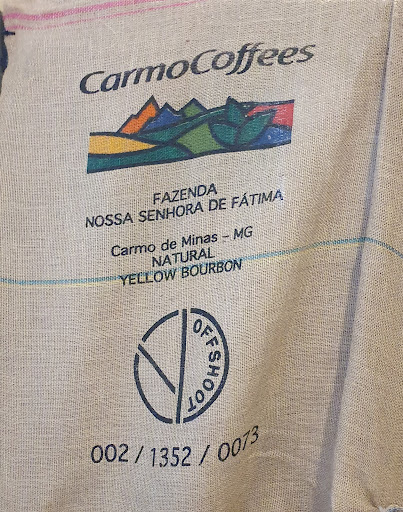 CarmoCoffees
FAZENDA
NOSSA SENHORA DE FÁTIMA
Carmo de Minas - MG
NATURAL
YELLOW BOURBON
OFFSHOOT
002 / 1352 / 0073